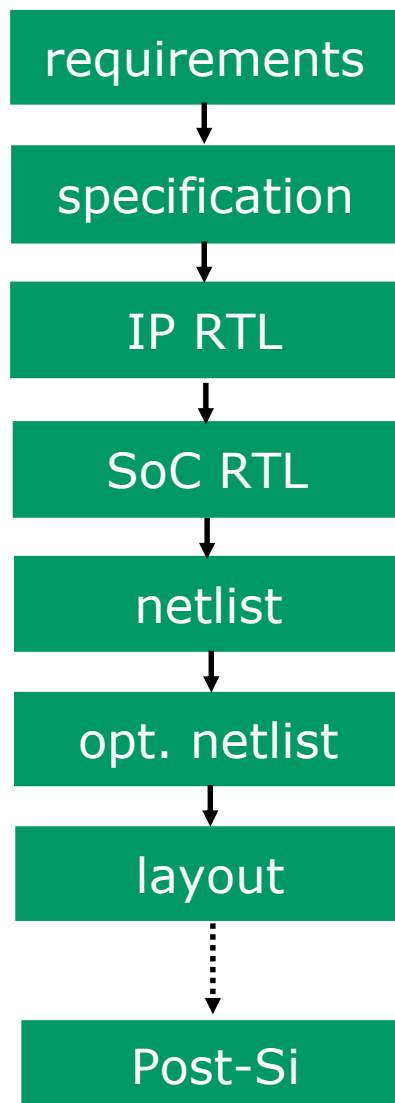 requirements
specification
IP RTL
SoC RTL
netlist
opt. netlist
layout
Post-Si